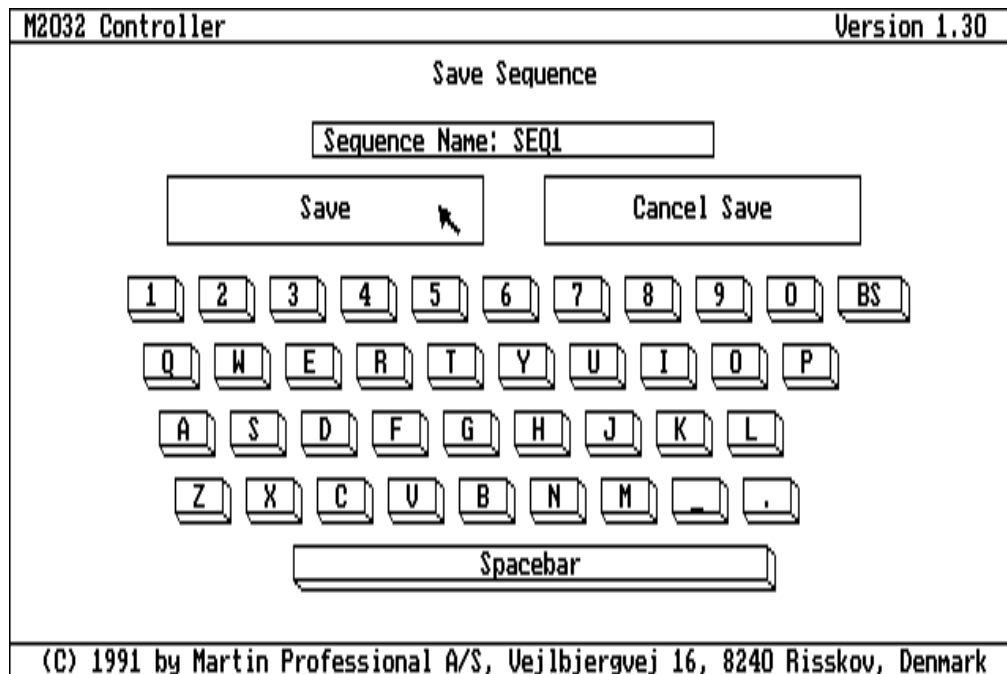 M2032 Controller Version 1.30
Save Sequence
Sequence Name: SEQ1
Save Cancel Save
1 2 3 4 5 6 7 8 9 0 BS
Q W E R T Y U I O P
A S D F G H J K L
Z X C V B N M _ .
Spacebar
(C) 1991 by Martin Professional A/S, Vejlbjergvej 16, 8240 Risskov, Denmark